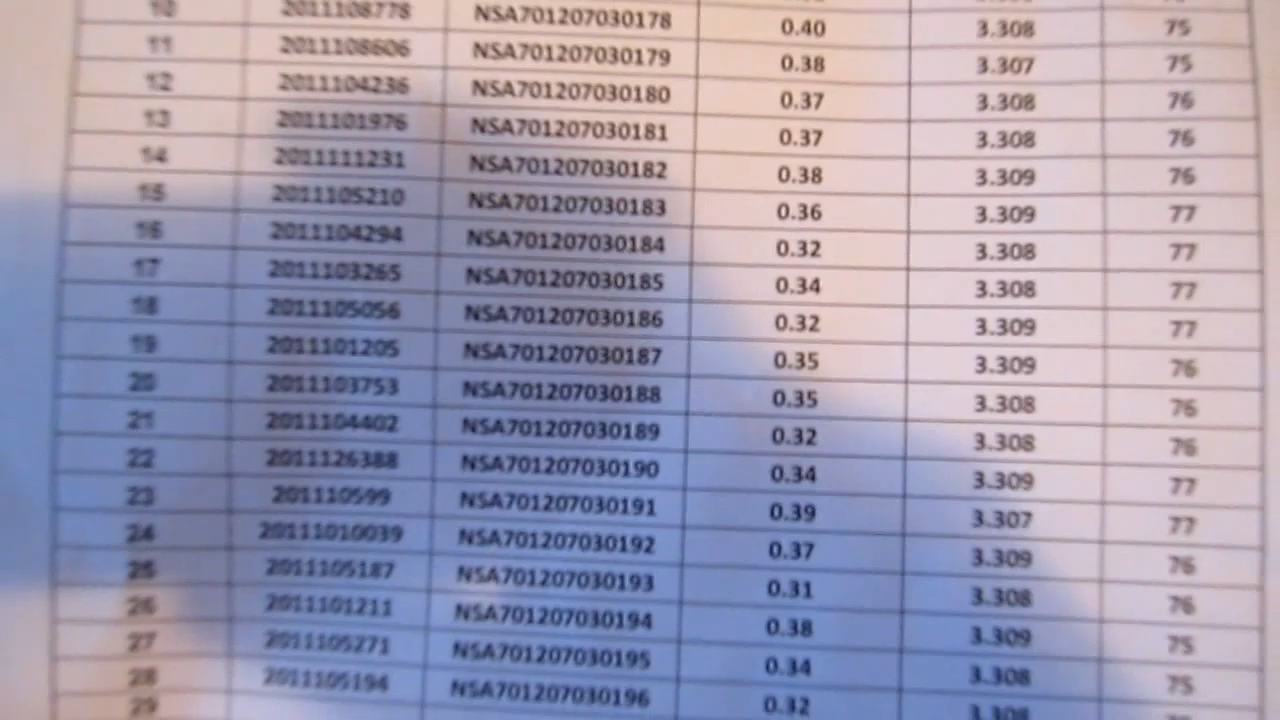 10 2011108778 NSA701207030178 0.40 3.308 75
11 2011108606 NSA701207030179 0.38 3.307 75
12 2011104236 NSA701207030180 0.37 3.308 76
13 2011101976 NSA701207030181 0.37 3.308 76
14 2011111231 NSA701207030182 0.38 3.309 76
15 2011105210 NSA701207030183 0.36 3.309 77
16 2011104294 NSA701207030184 0.32 3.308 77
17 2011103265 NSA701207030185 0.34 3.308 77
18 2011105056 NSA701207030186 0.32 3.309 77
19 2011101205 NSA701207030187 0.35 3.309 76
20 2011103753 NSA701207030188 0.35 3.308 76
21 2011104402 NSA701207030189 0.32 3.308 76
22 2011126388 NSA701207030190 0.34 3.309 77
23 201110599 NSA701207030191 0.39 3.307 77
24 20111010039 NSA701207030192 0.37 3.309 76
25 2011105187 NSA701207030193 0.31 3.308 76
26 2011101211 NSA701207030194 0.38 3.309 75
27 2011105271 NSA701207030195 0.34 3.308 75
28 2011105194 NSA701207030196 0.32 3.308
29